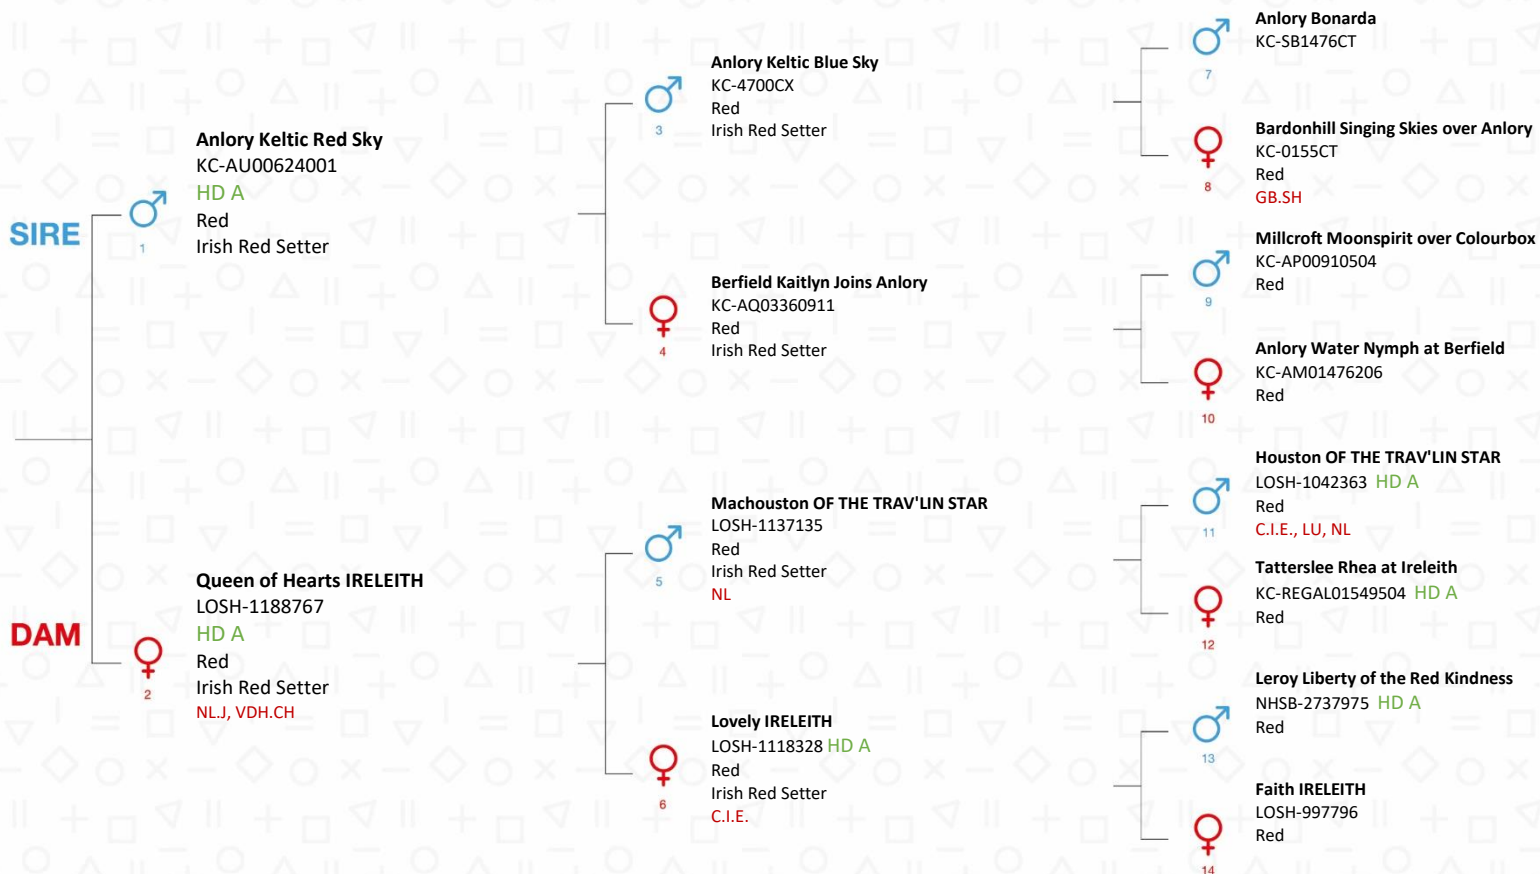 SIRE
1
Anlory Keltic Red Sky
KC-AU00624001
HD A
Red
Irish Red Setter
DAM
2
Queen of Hearts IRELEITH
LOSH-1188767
HD A
Red
Irish Red Setter
NL.J, VDH.CH
3
Anlory Keltic Blue Sky
KC-4700CX
Red
Irish Red Setter
4
Berfield Kaitlyn Joins Anlory
KC-AQ03360911
Red
Irish Red Setter
5
Machouston OF THE TRAV'LIN STAR
LOSH-1137135
Red
Irish Red Setter
NL
6
Lovely IRELEITH
LOSH-1118328 HD A
Red
Irish Red Setter
C.I.E.
7
Anlory Bonarda
KC-SB1476CT
8
Bardonhill Singing Skies over Anlory
KC-0155CT
Red
GB.SH
9
Millcroft Moonspirit over Colourbox
KC-AP00910504
Red
10
Anlory Water Nymph at Berfield
KC-AM01476206
Red
11
Houston OF THE TRAV'LIN STAR
LOSH-1042363 HD A
Red
C.I.E., LU, NL
12
Tatterslee Rhea at Ireleith
KC-REGAL01549504 HD A
Red
13
Leroy Liberty of the Red Kindness
NHSB-2737975 HD A
Red
14
Faith IRELEITH
LOSH-997796
Red